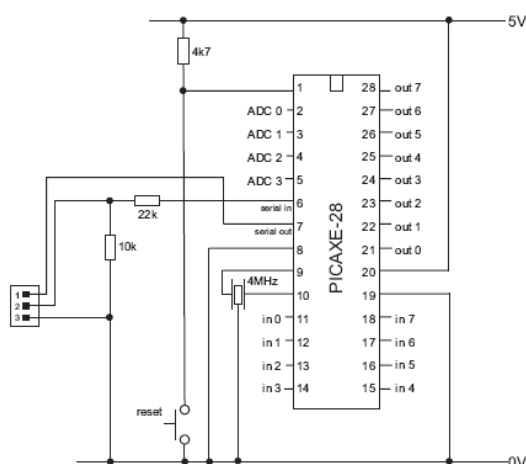 5V
4k7
1
28
out 7
ADC 0
2
27
out 6
ADC 1
3
26
out 5
ADC 2
4
25
out 4
ADC 3
5
24
out 3
serial in
6
23
out 2
22k
serial out
7
22
out 1
8
21
out 0
10k
9
20
4MHz
10
19
PICAXE-28
1
2
3
in 0
11
18
in 7
in 1
12
17
in 6
in 2
13
16
in 5
in 3
14
15
in 4
reset
0V